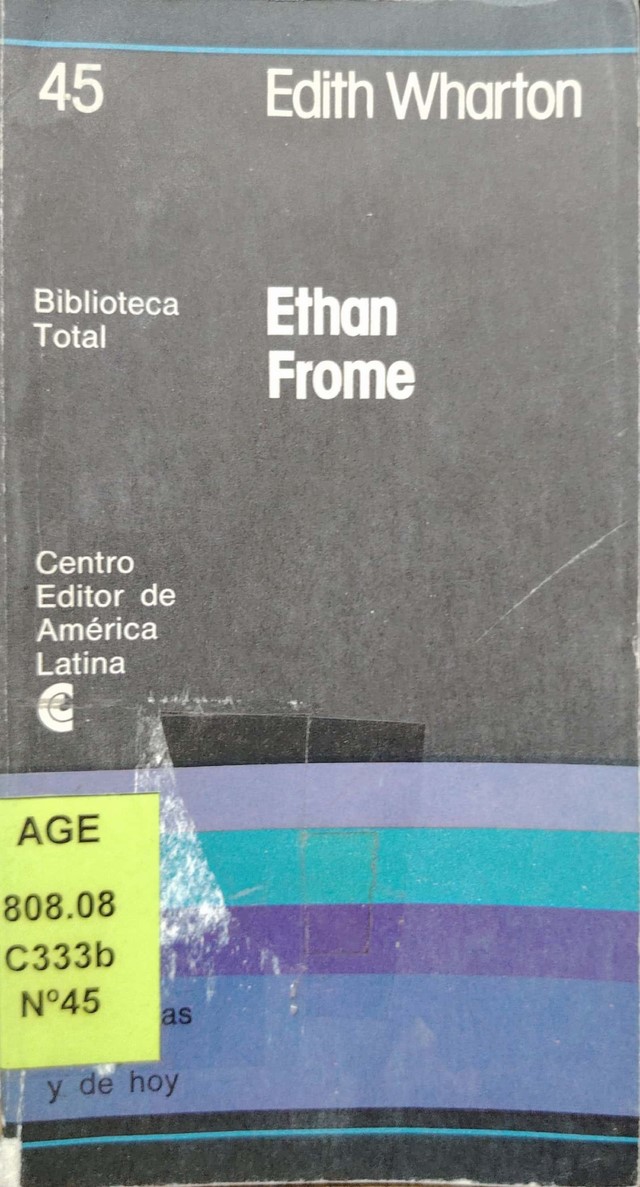 45
Edith Wharton
Biblioteca
Total
Ethan
Frome
Centro
Editor de
América
Latina
AGE
808.08
C333b
Nº45
as
y de hoy